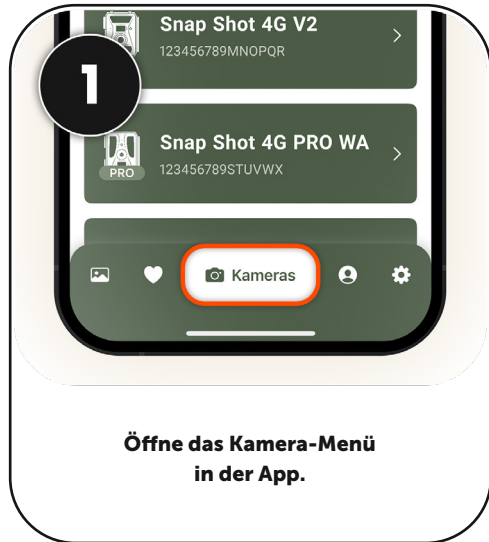 1
Snap Shot 4G V2
123456789MNOPQR
Snap Shot 4G PRO WA
PRO
123456789STUVWX
Kameras
Öffne das Kamera-Menü
in der App.